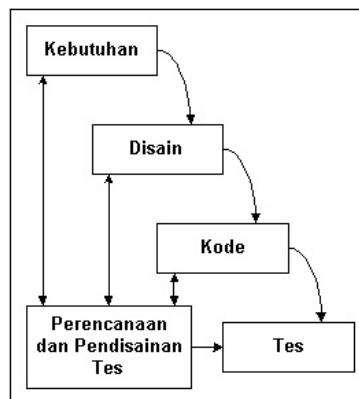 Kebutuhan
Disain
Kode
Perencanaan
dan Pendisainan
Tes
Tes